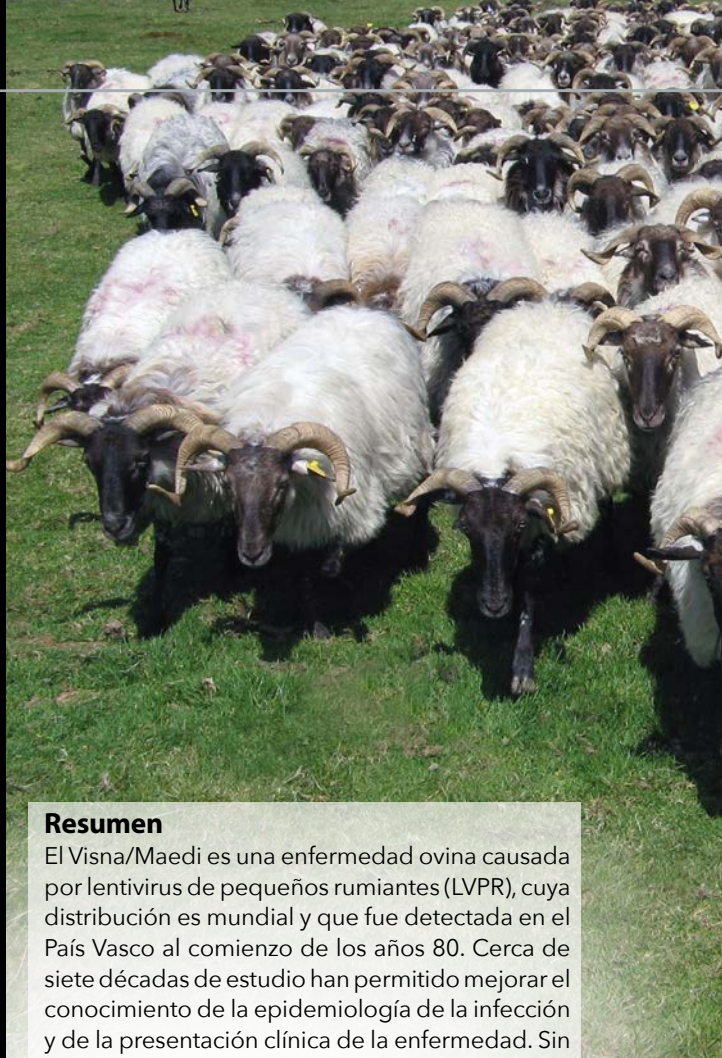 Resumen
El Visna/Maedi es una enfermedad ovina causada
por lentivirus de pequeños rumiantes (LVPR), cuya
distribución es mundial y que fue detectada en el
País Vasco al comienzo de los años 80. Cerca de
siete décadas de estudio han permitido mejorar el
conocimiento de la epidemiología de la infección
y de la presentación clínica de la enfermedad. Sin